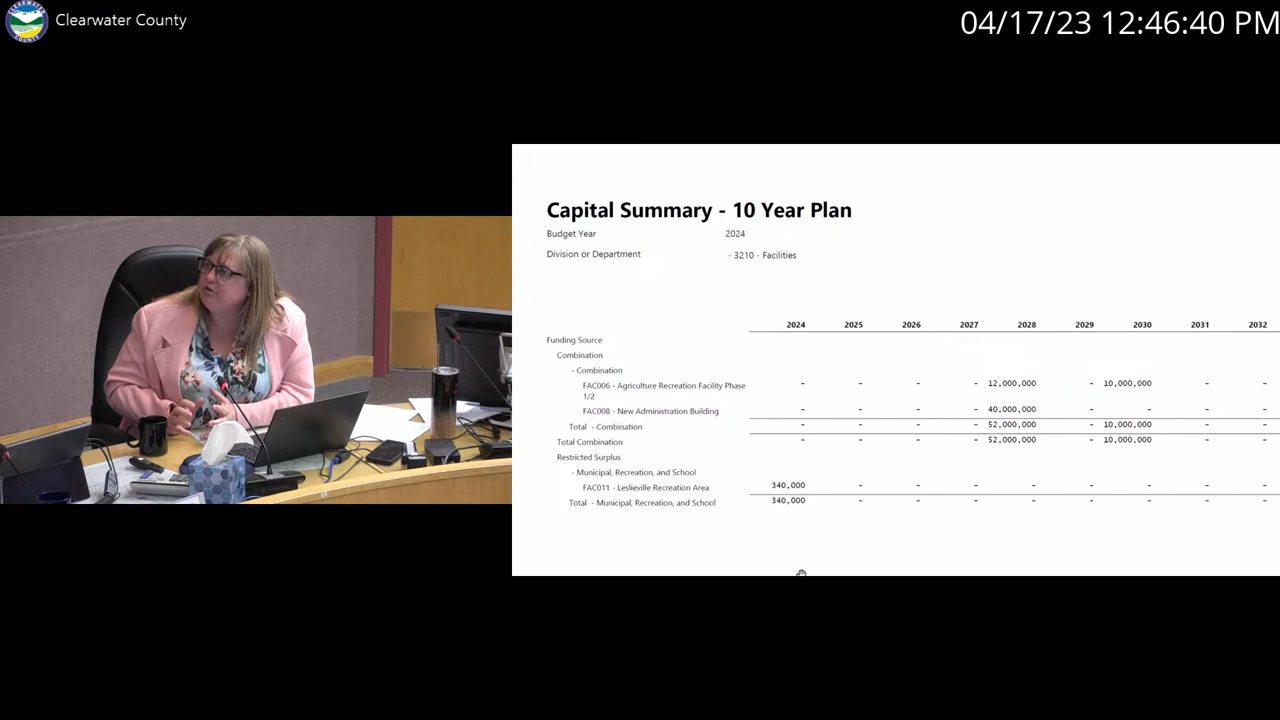 Clearwater County
04/17/23 12:46:40 PM
CLEARWATER
COUNTY
Capital Summary - 10 Year Plan
Budget Year 2024
Division or Department - 3210 - Facilities
2024 2025 2026 2027 2028 2029 2030 2031 2032
Funding Source
Combination
- Combination
FAC006 - Agriculture Recreation Facility Phase - - - - 12,000,000 - 10,000,000 - -
1/2
FAC008 - New Administration Building - - - - 40,000,000 - - - -
Total - Combination - - - - 52,000,000 - 10,000,000 - -
Total Combination - - - - 52,000,000 - 10,000,000 - -
Restricted Surplus
- Municipal, Recreation, and School
FAC011 - Leslieville Recreation Area 340,000 - - - - - - - -
Total - Municipal, Recreation, and School 340,000 - - - - - - - -